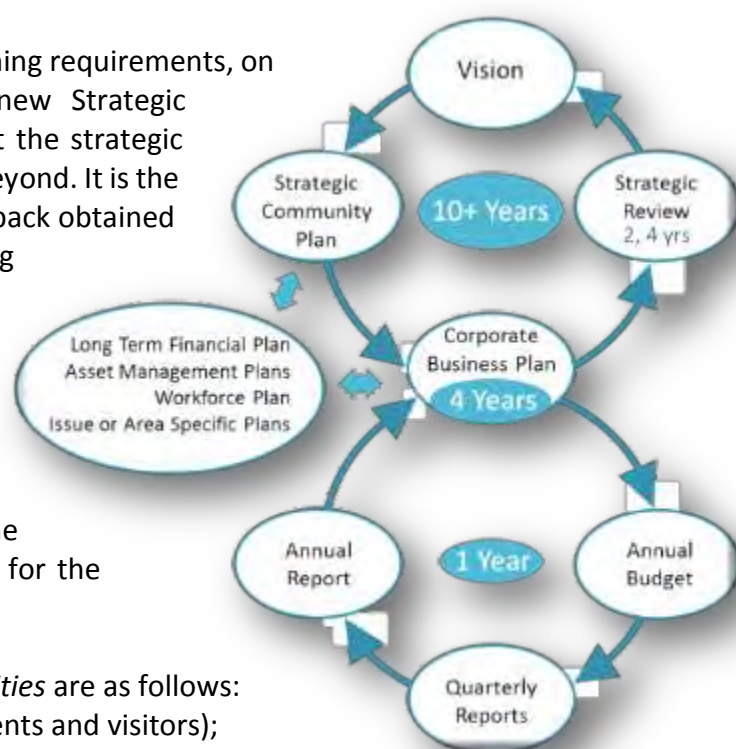 ning requirements, on
new Strategic
t the strategic
eyond. It is the
back obtained
g
ne
for the
ities are as follows:
ents and visitors);
Vision
Strategic
Community
Plan
10+ Years
Strategic
Review
2, 4 yrs
Long Term Financial Plan
Asset Management Plans
Workforce Plan
Issue or Area Specific Plans
Corporate
Business Plan
4 Years
Annual
Report
1 Year
Annual
Budget
Quarterly
Reports